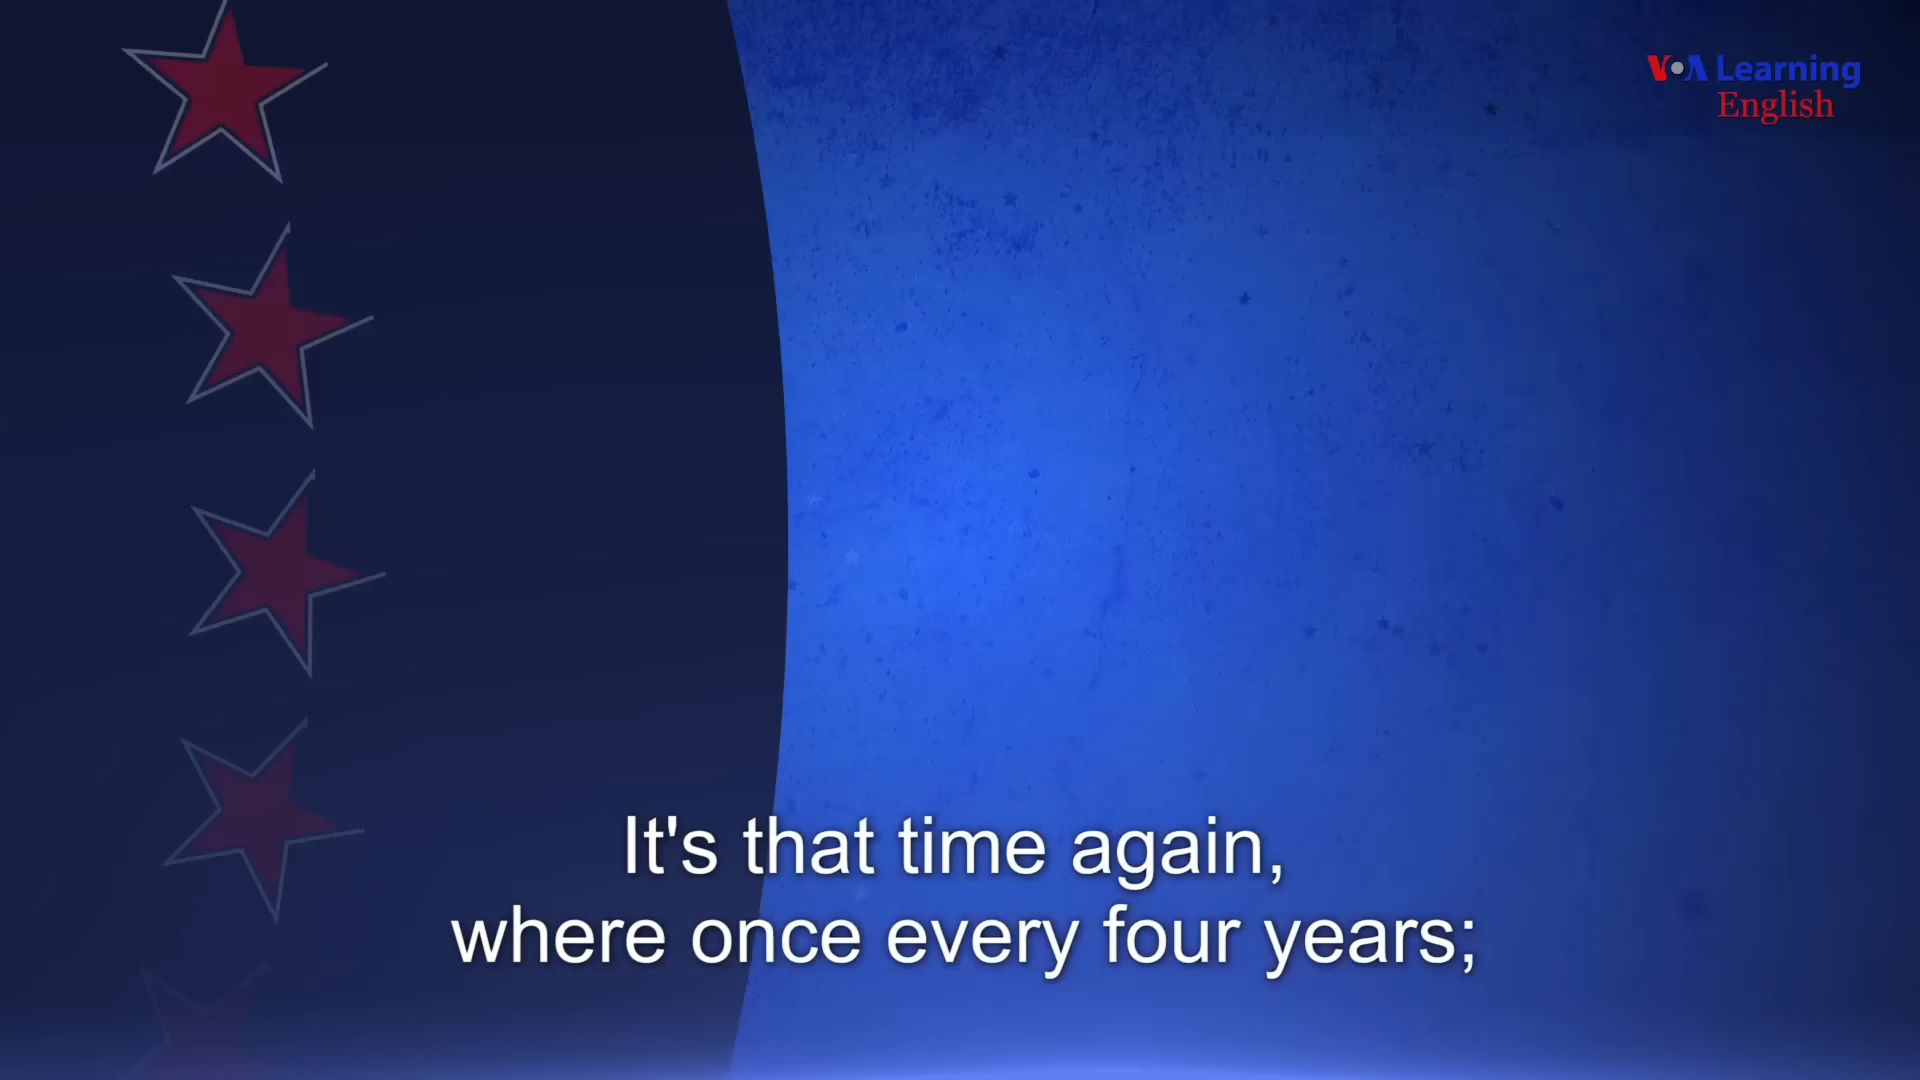 VOA Learning
English
It's that time again,
where once every four years;